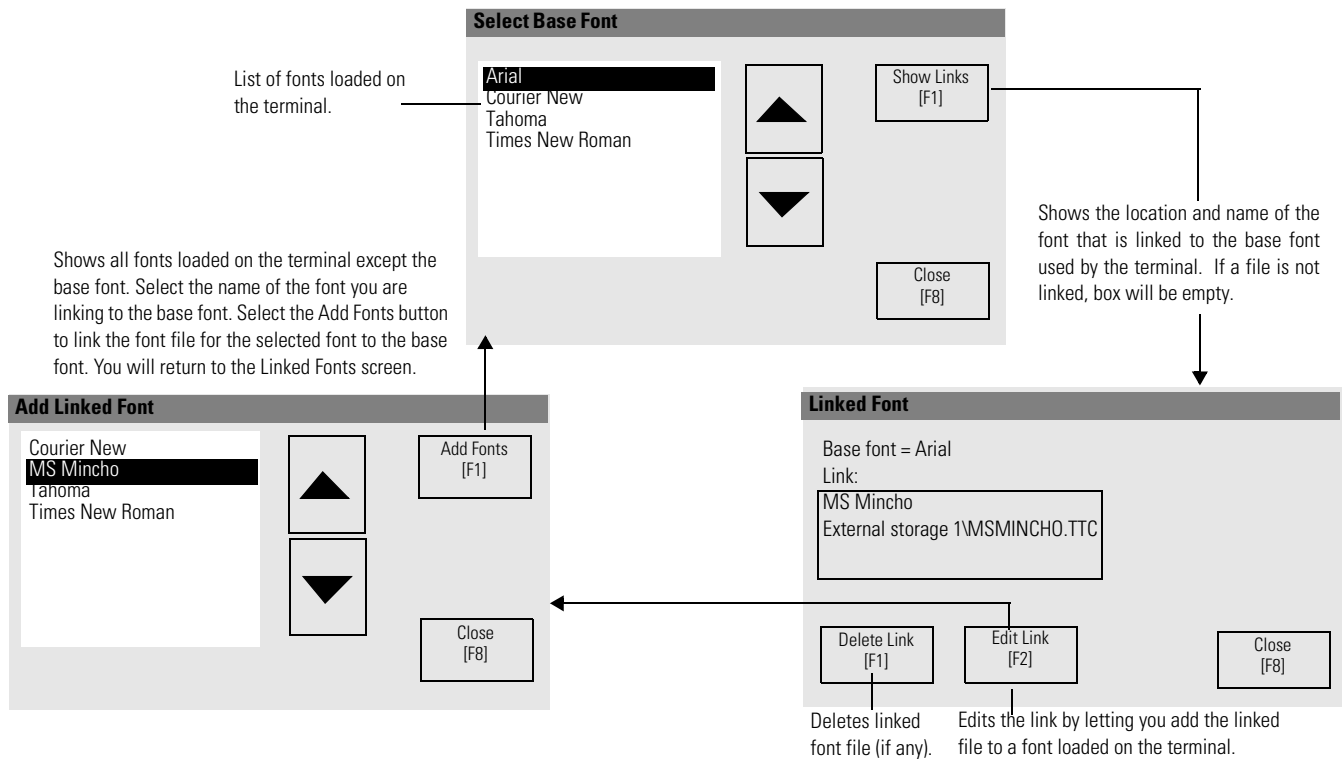 Select Base Font
List of fonts loaded on
the terminal.
Arial
Courier New
Tahoma
Times New Roman
Show Links
[F1]
Close
[F8]
Shows the location and name of the
font that is linked to the base font
used by the terminal. If a file is not
linked, box will be empty.
Shows all fonts loaded on the terminal except the
base font. Select the name of the font you are
linking to the base font. Select the Add Fonts button
to link the font file for the selected font to the base
font. You will return to the Linked Fonts screen.
Add Linked Font
Courier New
MS Mincho
Tahoma
Times New Roman
Add Fonts
[F1]
Close
[F8]
Linked Font
Base font = Arial
Link:
MS Mincho
External storage 1\MSMINCHO.TTC
Delete Link
[F1]
Edit Link
[F2]
Close
[F8]
Deletes linked
font file (if any).
Edits the link by letting you add the linked
file to a font loaded on the terminal.